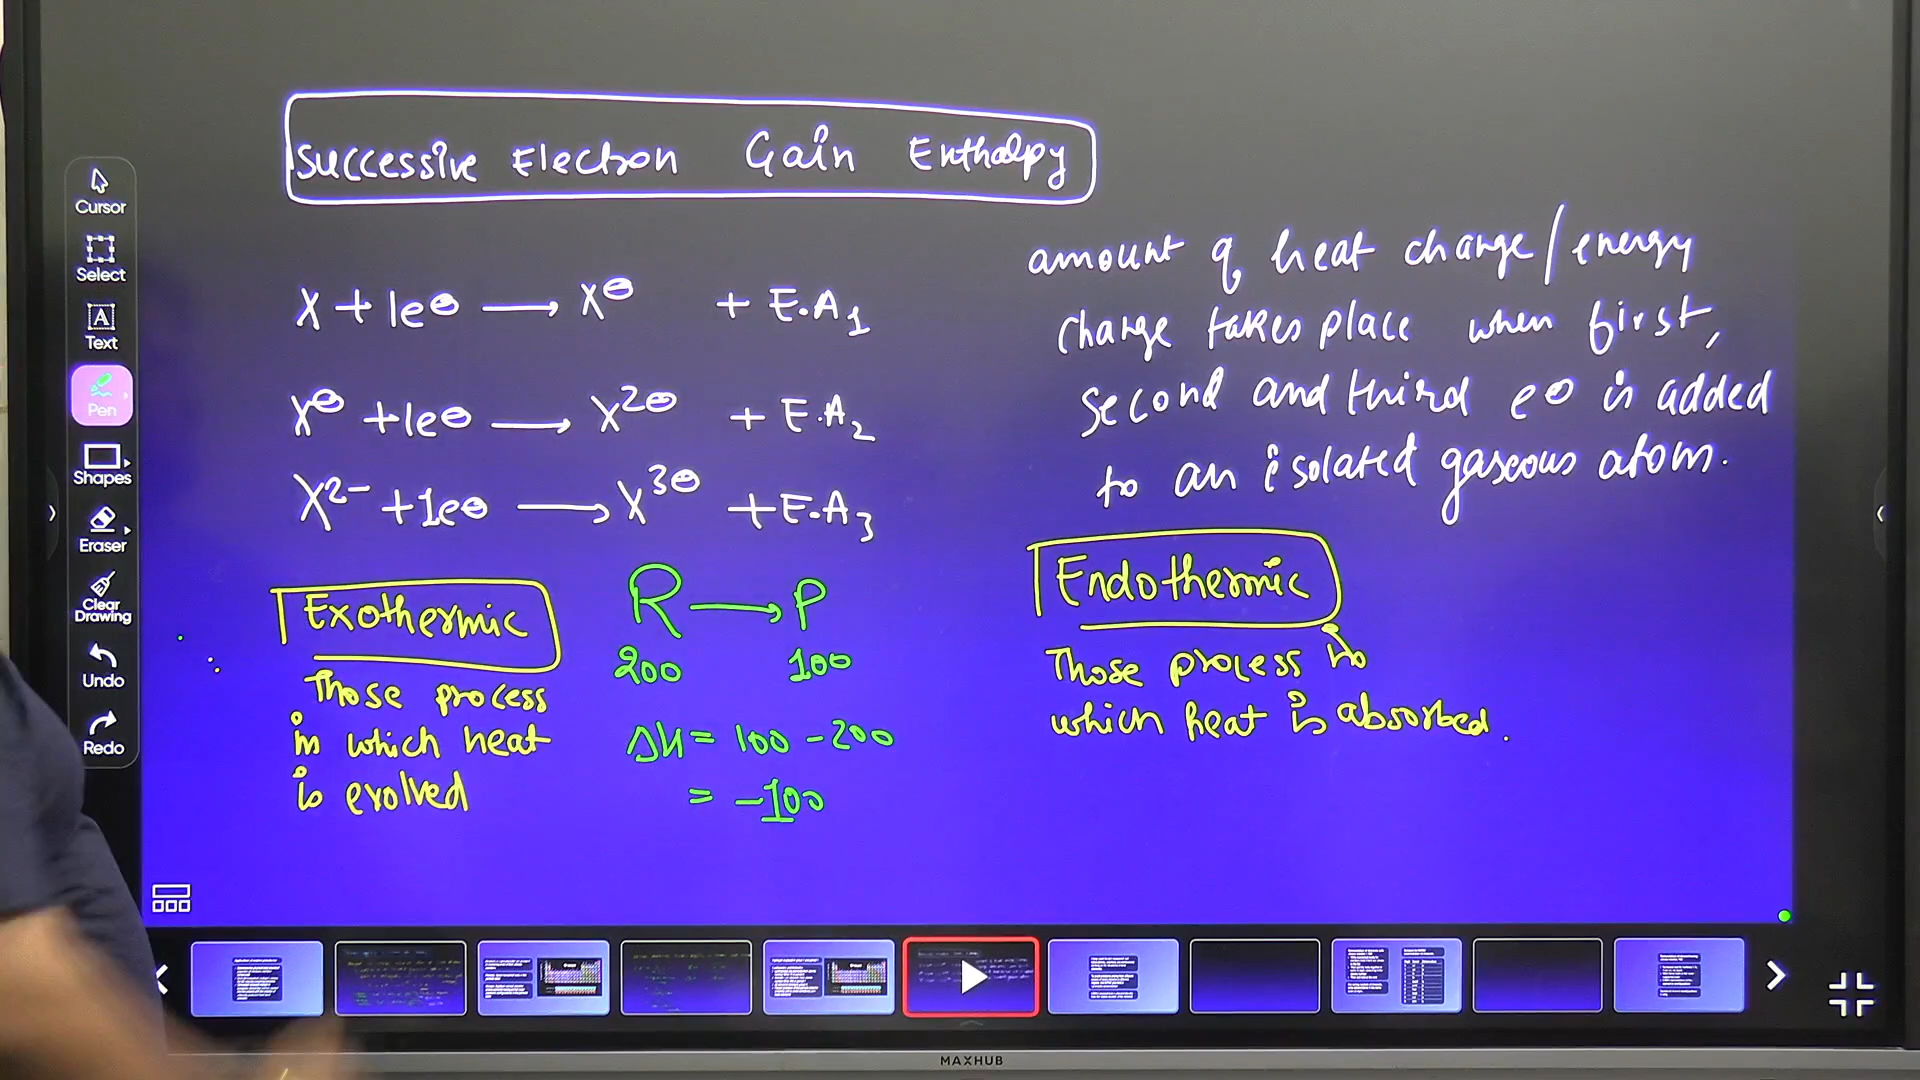 Successive Electron Gain Enthalpy
X + 1e⊖ ⟶ X⊖ + E.A₁
X⊖ + 1e⊖ ⟶ X²⊖ + E.A₂
X²⁻ + 1e⊖ ⟶ X³⊖ + E.A₃
amount of heat change/energy
change takes place when first,
second and third e⊖ is added
to an isolated gaseous atom.
Exothermic
Those process
in which heat
is evolved
R ⟶ P
200 100
ΔH = 100 - 200
= -100
Endothermic
Those process in
which heat is absorbed.
Cursor
Select
Text
Pen
Shapes
Eraser
Clear
Drawing
Undo
Redo
MAXHUB